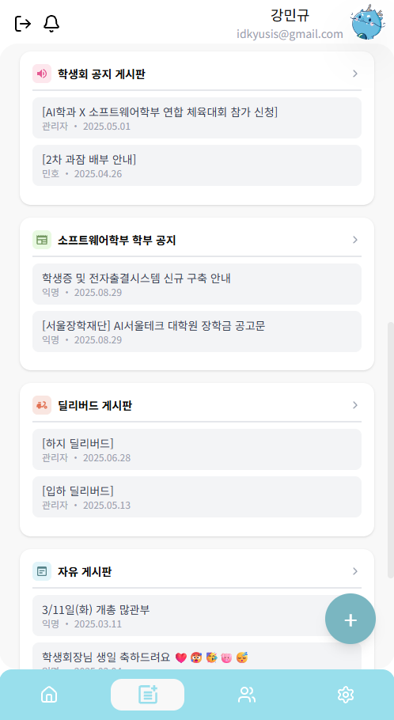 강민규
idkyusis@gmail.com
학생회 공지 게시판
[AI학과 X 소프트웨어학부 연합 체육대회 참가 신청]
관리자 • 2025.05.01
[2차 과잠 배부 안내]
민호 • 2025.04.26
소프트웨어학부 학부 공지
학생증 및 전자출결시스템 신규 구축 안내
익명 • 2025.08.29
[서울장학재단] AI서울테크 대학원 장학금 공고문
익명 • 2025.08.29
딜리버드 게시판
[하지 딜리버드]
관리자 • 2025.06.28
[입하 딜리버드]
관리자 • 2025.05.13
자유 게시판
3/11일(화) 개총 많관부
익명 • 2025.03.11
학생회장님 생일 축하드려요